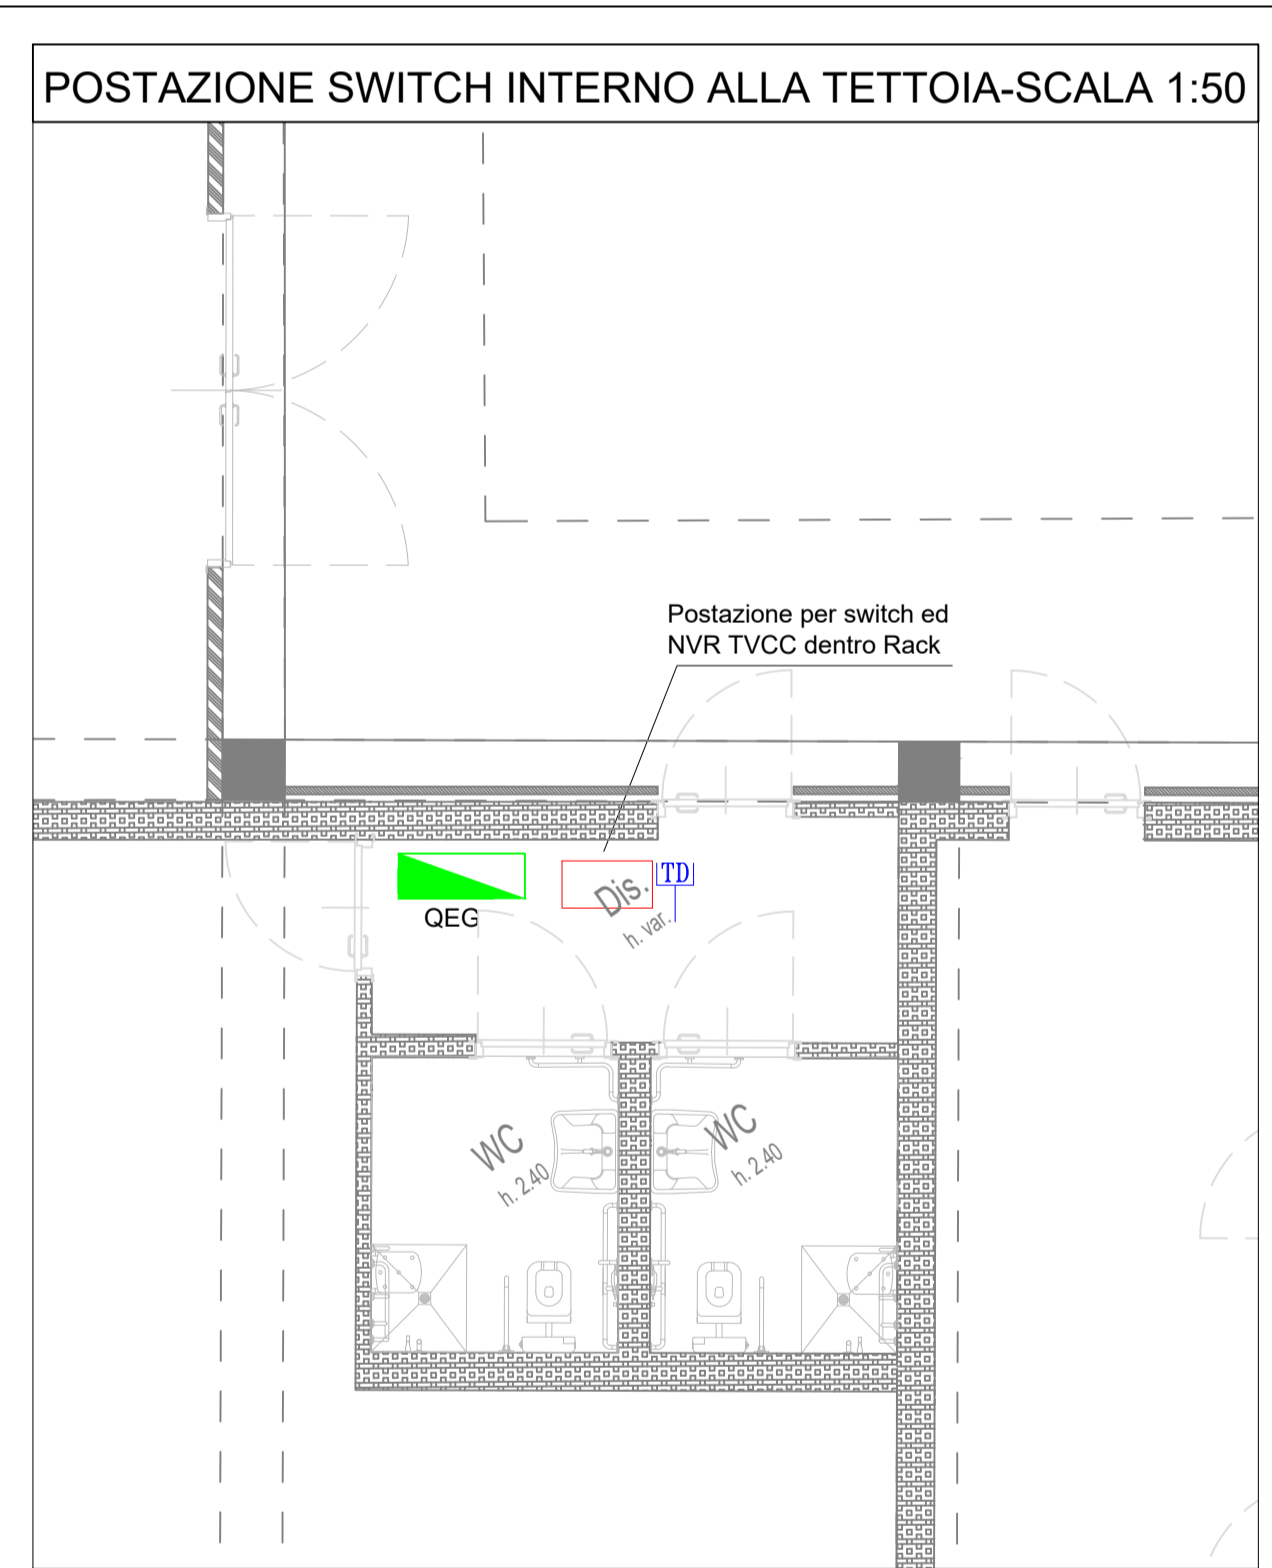 POSTAZIONE SWITCH INTERNO ALLA TETTOIA-SCALA 1:50
Postazione per switch ed
NVR TVCC dentro Rack
TD
Dis.
h. var.
QEG
WC
h. 2.40
WC
h. 2.40